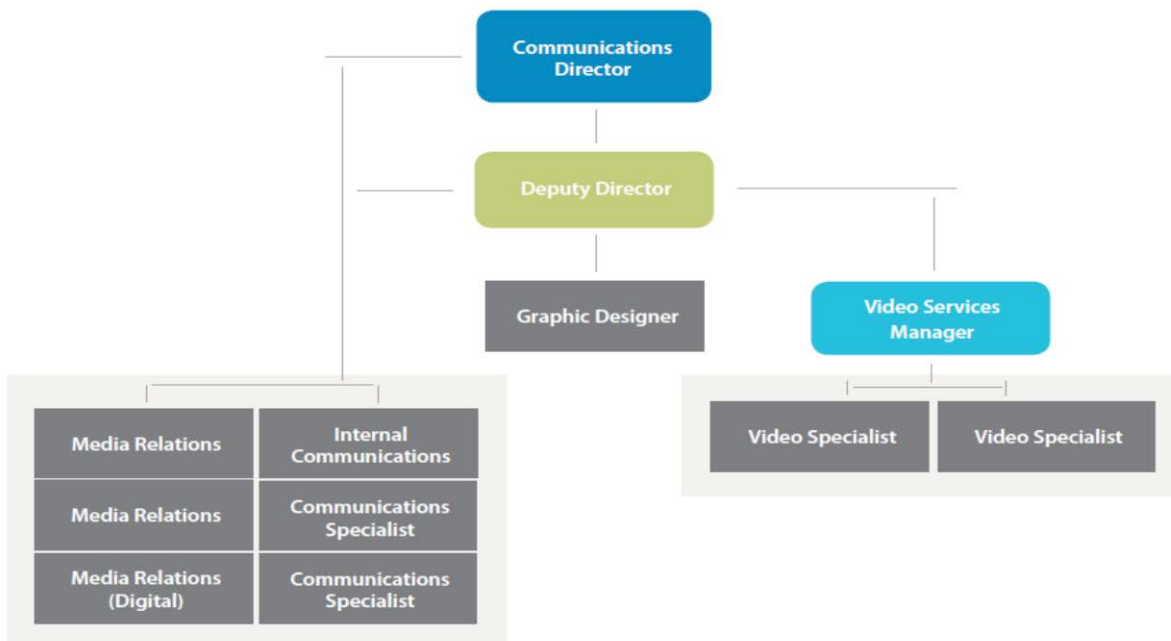 Communications
Director
Deputy Director
Graphic Designer
Video Services
Manager
Media Relations
Internal
Communications
Media Relations
Communications
Specialist
Media Relations
(Digital)
Communications
Specialist
Video Specialist
Video Specialist